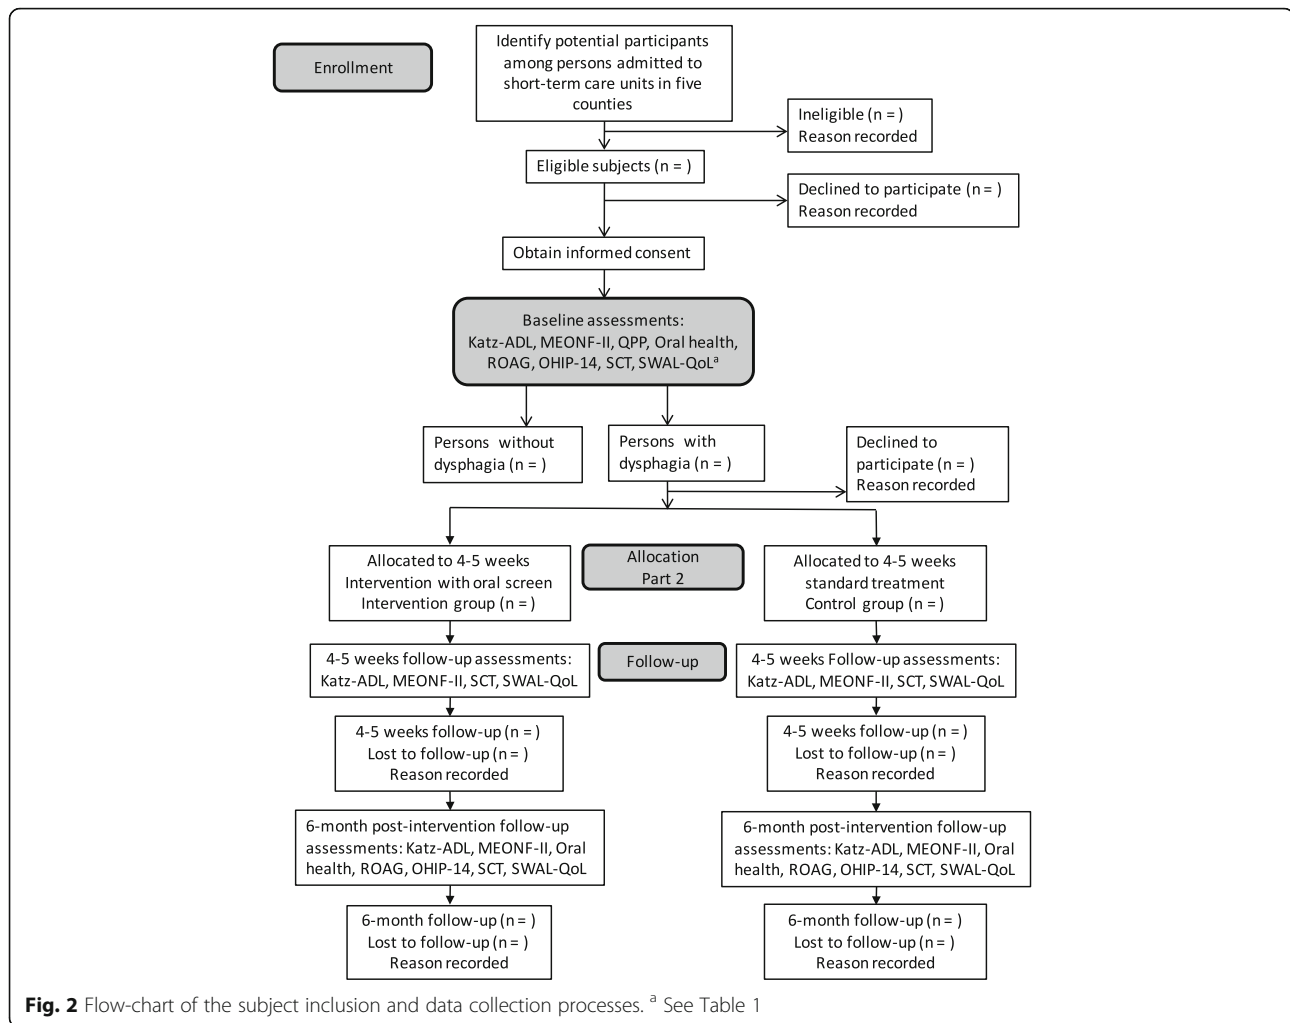 Enrollment
Identify potential participants
among persons admitted to
short-term care units in five
counties
Ineligible (n = )
Reason recorded
Eligible subjects (n = )
Declined to participate (n = )
Reason recorded
Obtain informed consent
Baseline assessments:
Katz-ADL, MEONF-II, QPP, Oral health,
ROAG, OHIP-14, SCT, SWAL-QoLᵃ
Persons without
dysphagia (n = )
Persons with
dysphagia (n = )
Declined to
participate (n = )
Reason recorded
Allocated to 4-5 weeks
Intervention with oral screen
Intervention group (n = )
Allocation
Part 2
Allocated to 4-5 weeks
standard treatment
Control group (n = )
4-5 weeks follow-up assessments:
Katz-ADL, MEONF-II, SCT, SWAL-QoL
Follow-up
4-5 weeks Follow-up assessments:
Katz-ADL, MEONF-II, SCT, SWAL-QoL
4-5 weeks follow-up (n = )
Lost to follow-up (n = )
Reason recorded
4-5 weeks follow-up (n = )
Lost to follow-up (n = )
Reason recorded
6-month post-intervention follow-up
assessments: Katz-ADL, MEONF-II, Oral
health, ROAG, OHIP-14, SCT, SWAL-QoL
6-month post-intervention follow-up
assessments: Katz-ADL, MEONF-II, Oral
health, ROAG, OHIP-14, SCT, SWAL-QoL
6-month follow-up (n = )
Lost to follow-up (n = )
Reason recorded
6-month follow-up (n = )
Lost to follow-up (n = )
Reason recorded
Fig. 2 Flow-chart of the subject inclusion and data collection processes. ᵃ See Table 1